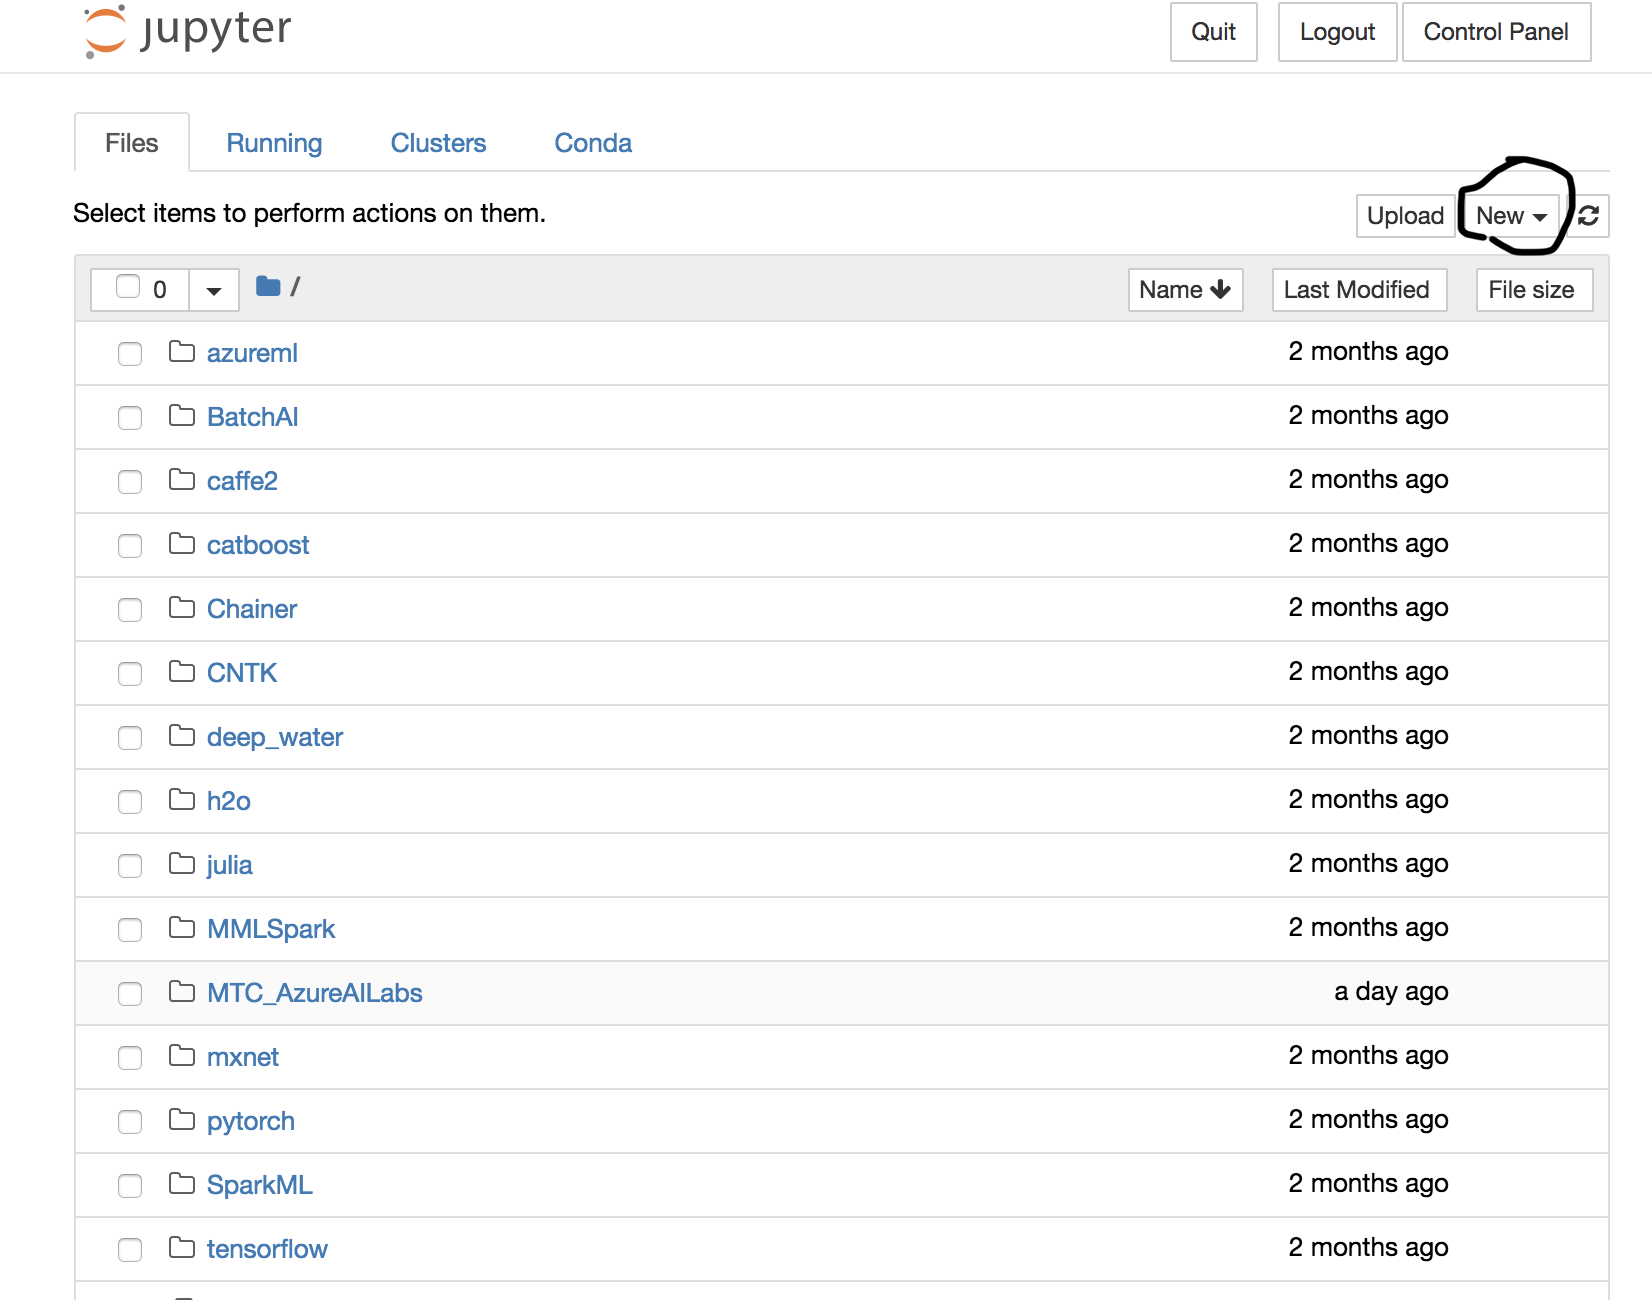 jupyter
Quit Logout Control Panel
Files Running Clusters Conda
Select items to perform actions on them.
Upload New
0 / Name Last Modified File size
azureml 2 months ago
BatchAI 2 months ago
caffe2 2 months ago
catboost 2 months ago
Chainer 2 months ago
CNTK 2 months ago
deep_water 2 months ago
h2o 2 months ago
julia 2 months ago
MMLSpark 2 months ago
MTC_AzureAILabs a day ago
mxnet 2 months ago
pytorch 2 months ago
SparkML 2 months ago
tensorflow 2 months ago